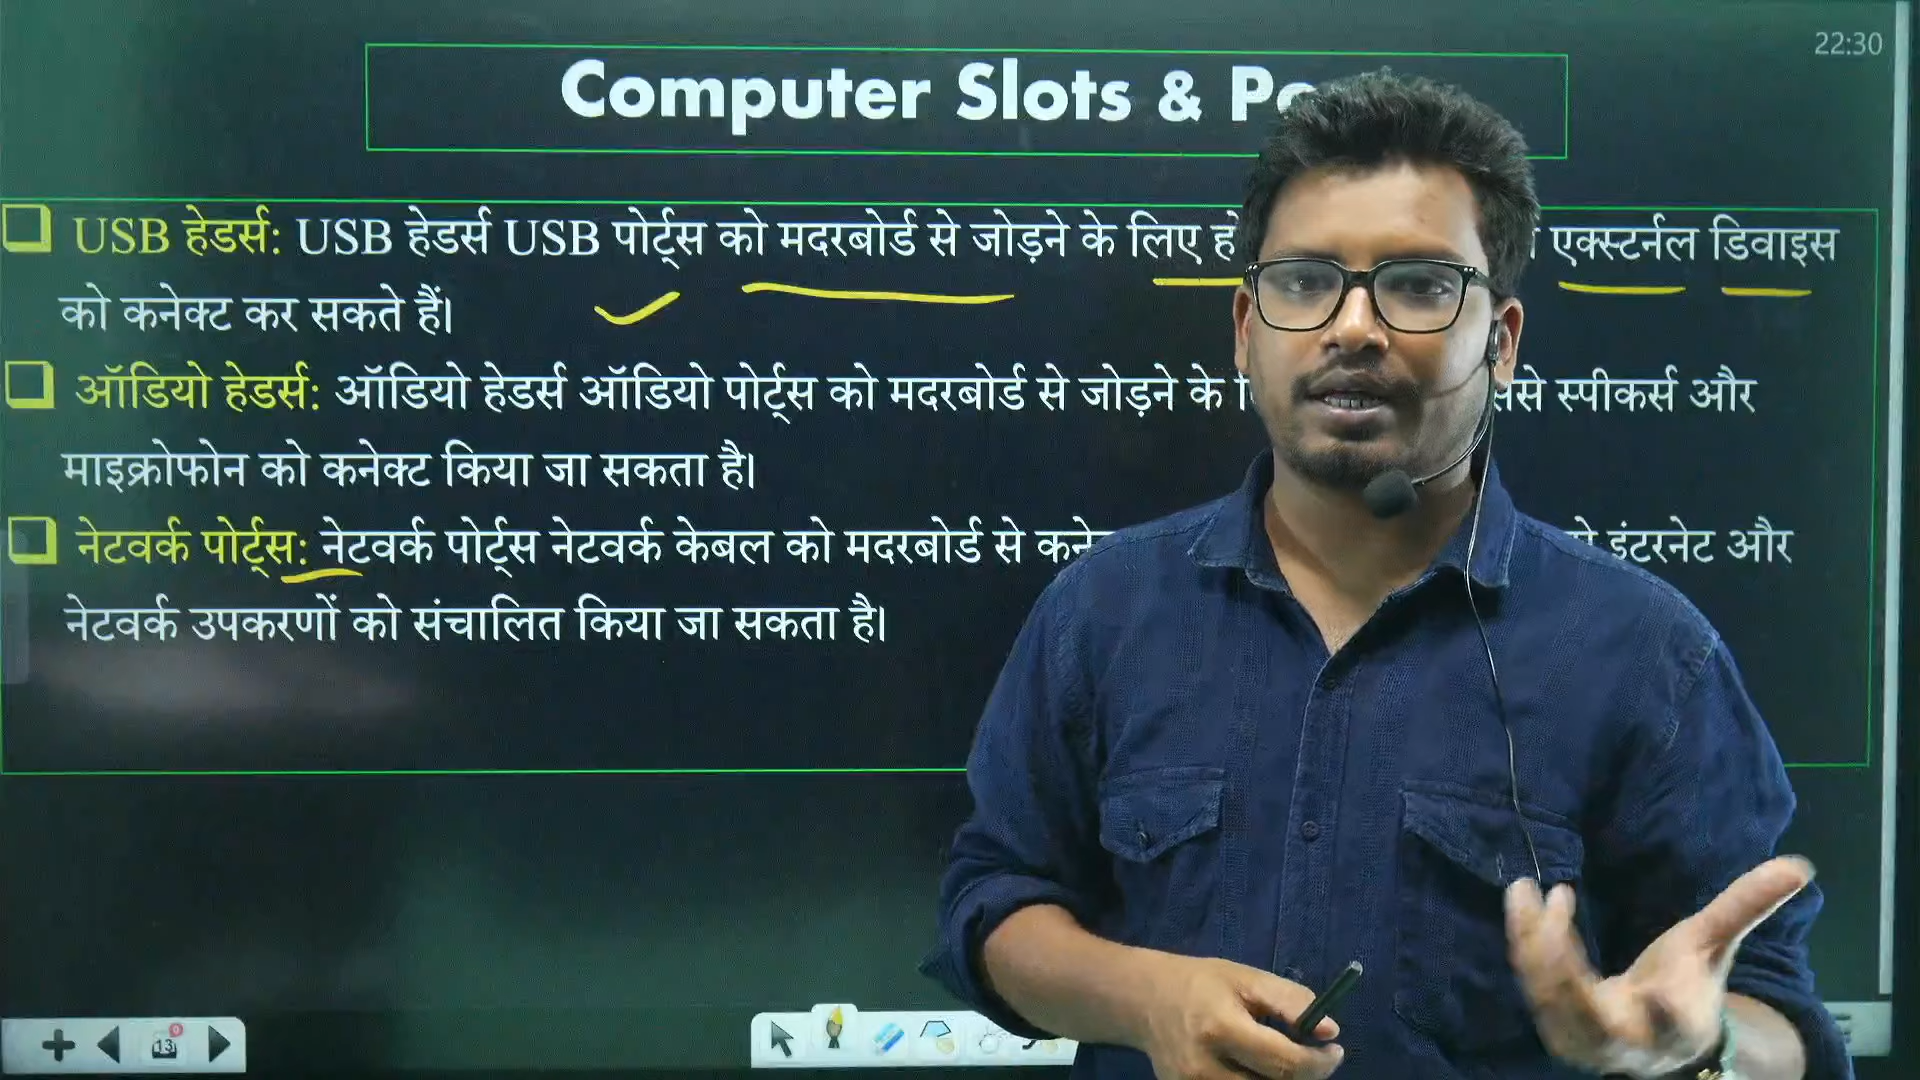 22:30
Computer Slots &
USB हेडर्स: USB हेडर्स USB पोर्ट्स को मदरबोर्ड से जोड़ने के लिए एक्स्टर्नल डिवाइस
को कनेक्ट कर सकते हैं।
ऑडियो हेडर्स: ऑडियो हेडर्स ऑडियो पोर्ट्स को मदरबोर्ड से जोड़ने के स्पीकर्स और
माइक्रोफोन को कनेक्ट किया जा सकता है।
नेटवर्क पोर्ट्स: नेटवर्क पोर्ट्स नेटवर्क केबल को मदरबोर्ड से इंटरनेट और
नेटवर्क उपकरणों को संचालित किया जा सकता है।
13